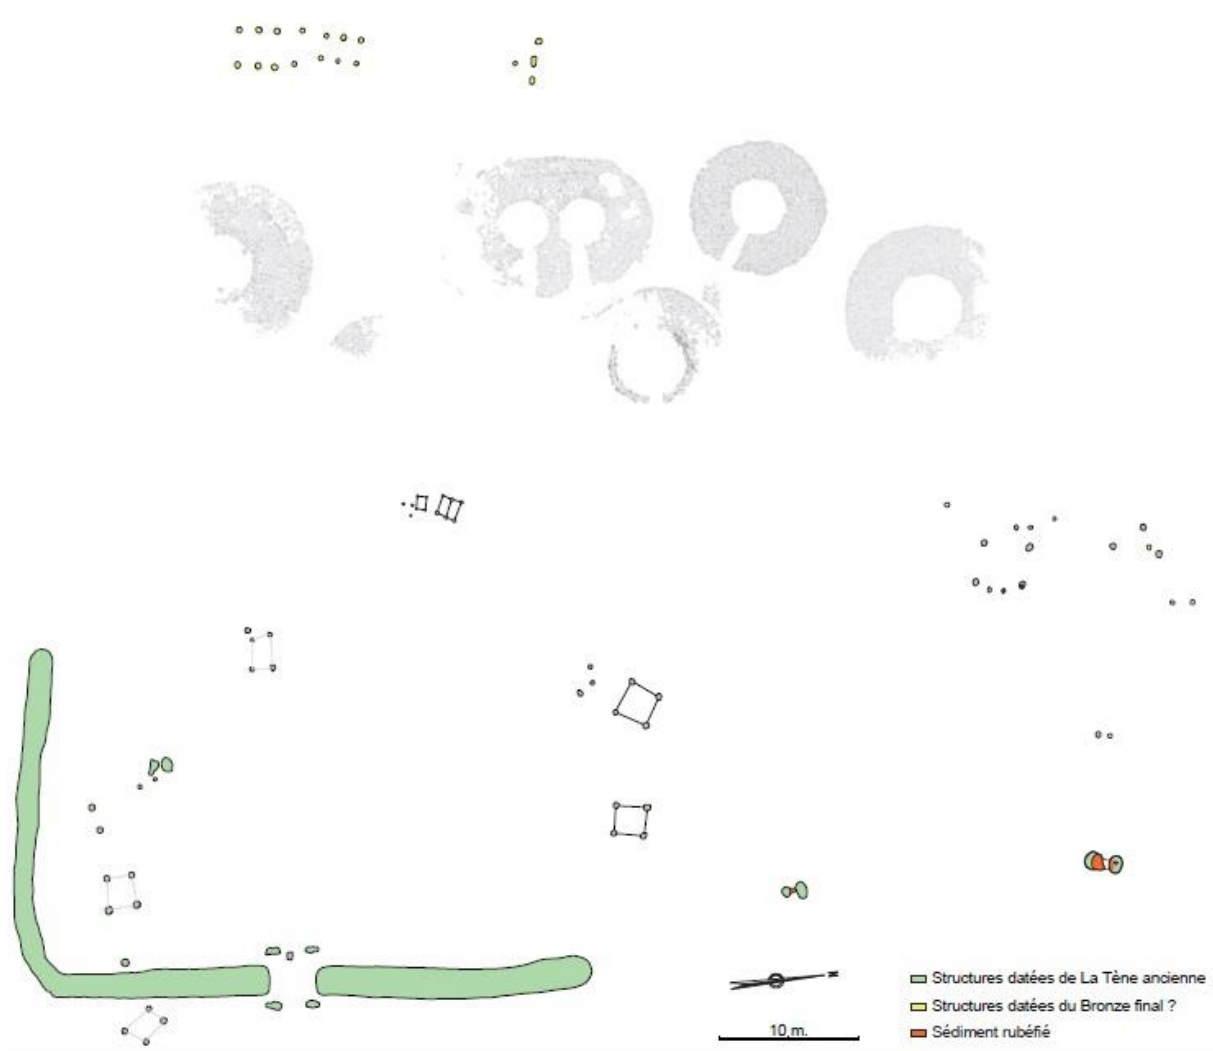 N
10 m.
Structures datées de La Tène ancienne
Structures datées du Bronze final ?
Sédiment rubéfié